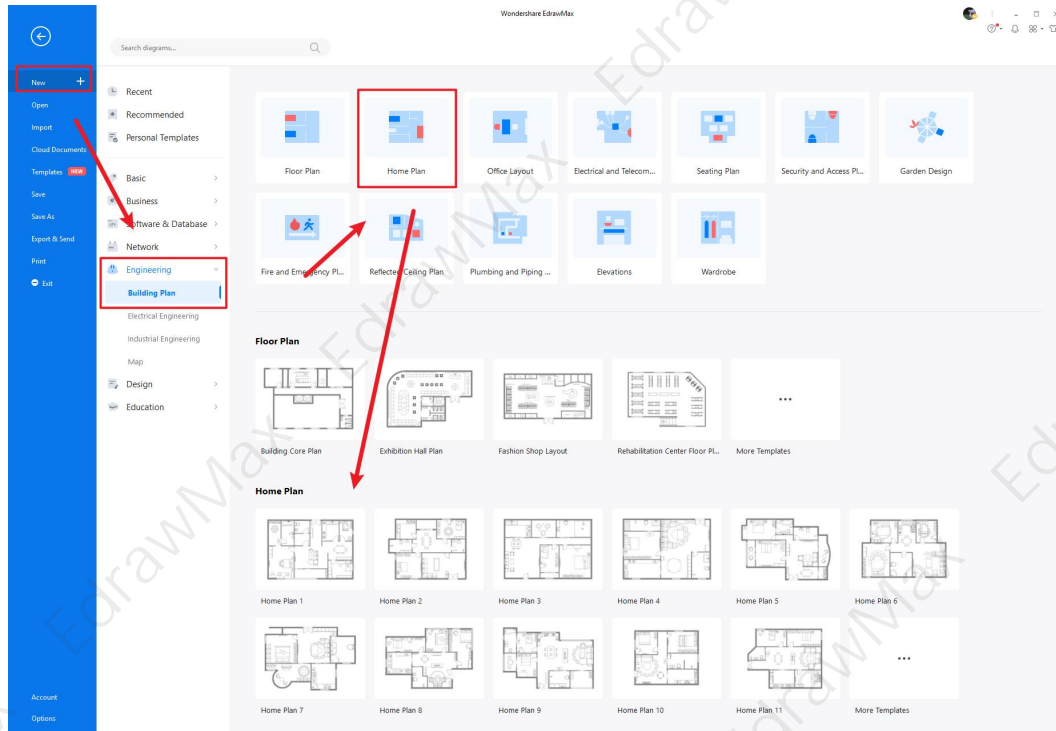 Wondershare EdrawMax
Search diagrams...
New +
Open
Import
Cloud Documents
Templates NEW
Save
Save As
Export & Send
Print
Exit
Account
Options
Recent
Recommended
Personal Templates
Basic
Business
Software & Database
Network
Engineering
Building Plan
Electrical Engineering
Industrial Engineering
Map
Design
Education
Floor Plan
Home Plan
Office Layout
Electrical and Telecom...
Seating Plan
Security and Access Pl...
Garden Design
Fire and Emergency Pl...
Reflected Ceiling Plan
Plumbing and Piping ...
Elevations
Wardrobe
Floor Plan
Building Core Plan
Exhibition Hall Plan
Fashion Shop Layout
Rehabilitation Center Floor Pl...
More Templates
Home Plan
Home Plan 1
Home Plan 2
Home Plan 3
Home Plan 4
Home Plan 5
Home Plan 6
Home Plan 7
Home Plan 8
Home Plan 9
Home Plan 10
Home Plan 11
More Templates
EdrawMax
EdrawMax